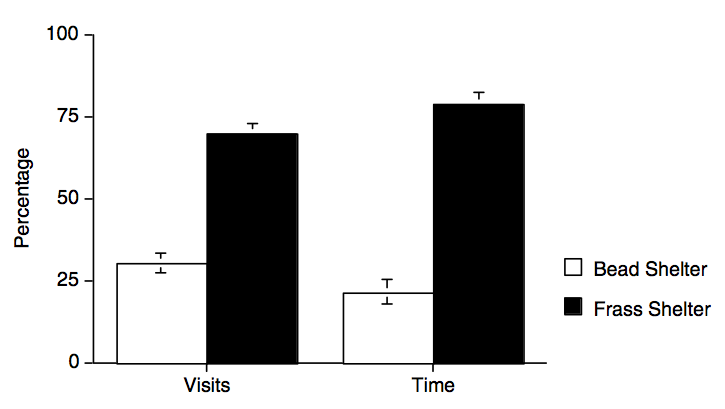 100
75
50
25
0
Percentage
Visits
Time
Bead Shelter
Frass Shelter